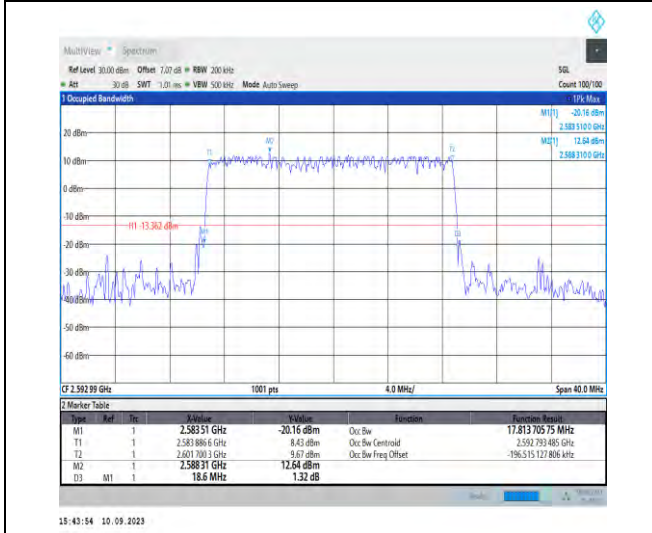 MultiView Spectrum
Ref Level 30.00 dBm Offset 7.07 dB RBW 200 kHz SGL
Att 30 dB SWT 1.01 ms VBW 500 kHz Mode Auto Sweep Count 100/100
1 Occupied Bandwidth 1Pk Max
M1[1] -20.16 dBm
2.583 510 0 GHz
M2[1] 12.64 dBm
2.588 310 0 GHz
20 dBm
M2
T1
T2
10 dBm
0 dBm
-10 dBm
H1 -13.362 dBm
M1
D3
-20 dBm
-30 dBm
-40 dBm
-50 dBm
-60 dBm
CF 2.592 99 GHz 1001 pts 4.0 MHz/ Span 40.0 MHz
2 Marker Table
Type Ref Trc X-Value Y-Value Function Function Result
M1 1 2.583 51 GHz -20.16 dBm Occ Bw 17.813 705 75 MHz
T1 1 2.583 886 6 GHz 8.43 dBm Occ Bw Centroid 2.592 793 485 GHz
T2 1 2.601 700 3 GHz 9.67 dBm Occ Bw Freq Offset -196.515 127 806 kHz
M2 1 2.588 31 GHz 12.64 dBm
D3 M1 1 18.6 MHz 1.32 dB
15:43:54 10.09.2023